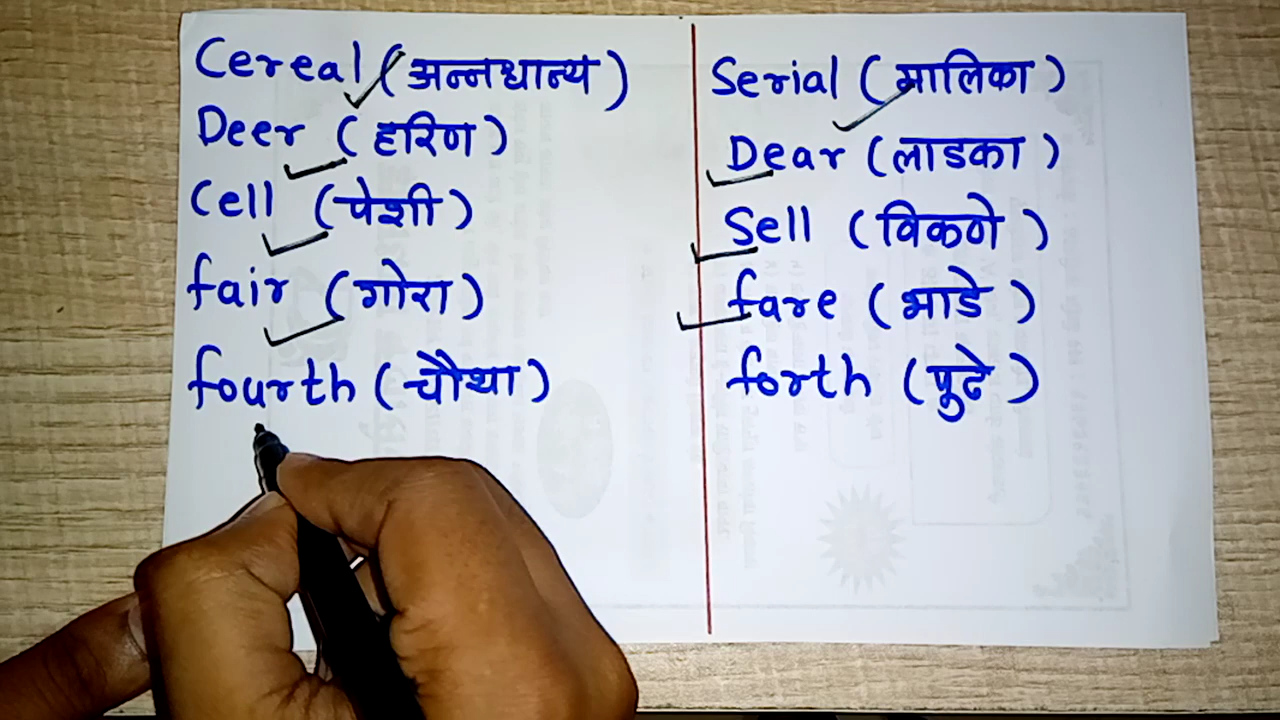 Cereal (अन्नधान्य)
Deer (हरिण)
Cell (पेशी)
fair (गोरा)
fourth (चौथा)
Serial (मालिका)
Dear (लाडका)
Sell (विकणे)
fare (भाडे)
forth (पुढे)